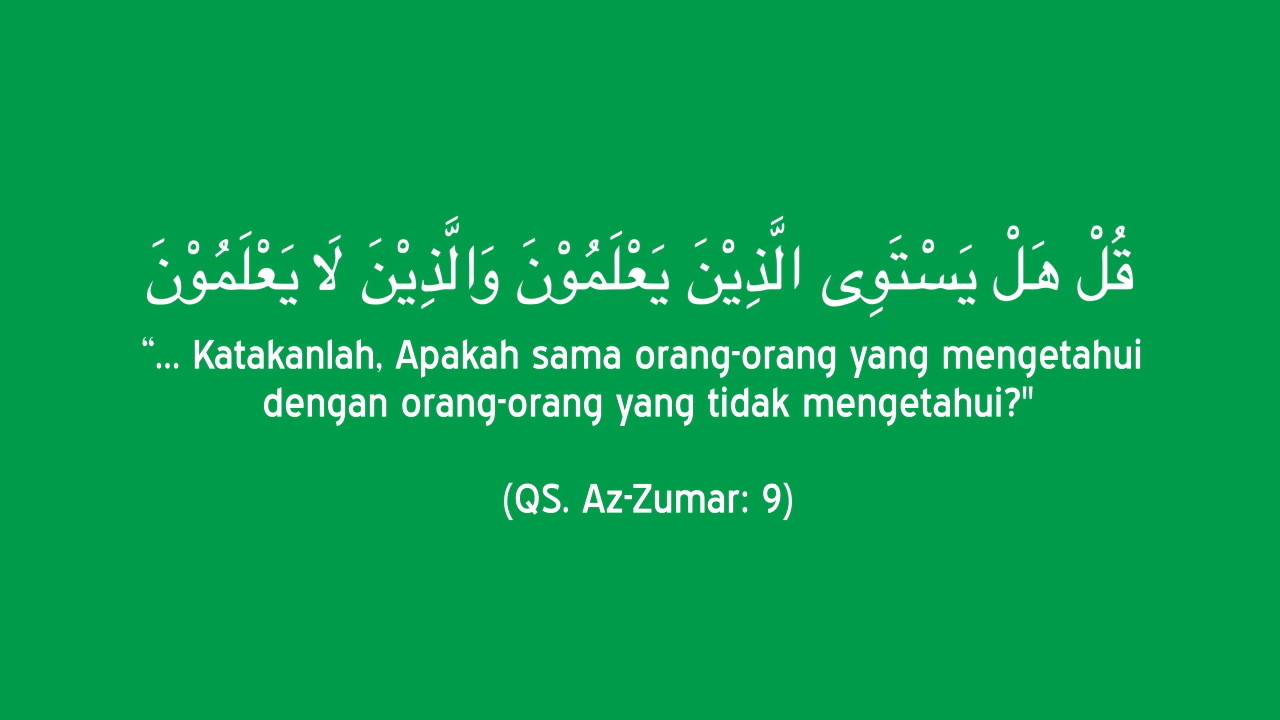 قُلْ هَلْ يَسْتَوِى الَّذِيْنَ يَعْلَمُوْنَ وَالَّذِيْنَ لَا يَعْلَمُوْنَ
“... Katakanlah, Apakah sama orang-orang yang mengetahui
dengan orang-orang yang tidak mengetahui?"
(QS. Az-Zumar: 9)